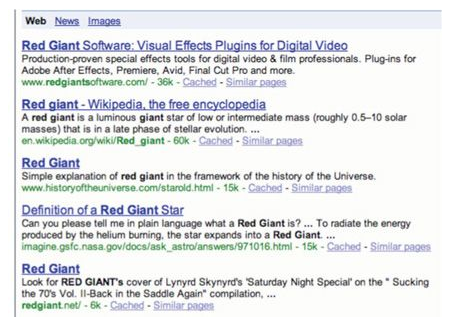 Web News Images
Red Giant Software: Visual Effects Plugins for Digital Video
Production-proven special effects tools for digital video & film professionals. Plug-ins for
Adobe After Effects, Premiere, Avid, Final Cut Pro and more.
www.redgiantsoftware.com/ - 36k - Cached - Similar pages
Red giant - Wikipedia, the free encyclopedia
A red giant is a luminous giant star of low or intermediate mass (roughly 0.5–10 solar
masses) that is in a late phase of stellar evolution. ...
en.wikipedia.org/wiki/Red_giant - 60k - Cached - Similar pages
Red Giant
Simple explanation of red giant in the framework of the history of the Universe.
www.historyoftheuniverse.com/starold.html - 15k - Cached - Similar pages
Definition of a Red Giant Star
Can you please tell me in plain language what a Red Giant is? ... To radiate the energy
produced by the helium burning, the star expands into a Red Giant. ...
imagine.gsfc.nasa.gov/docs/ask_astro/answers/971016.html - 15k - Cached - Similar pages
Red Giant
Look for RED GIANT's cover of Lynyrd Skynyrd's 'Saturday Night Special' on the " Sucking
the 70's Vol. II-Back in the Saddle Again" compilation, ...
redgiant.net/ - 6k - Cached - Similar pages